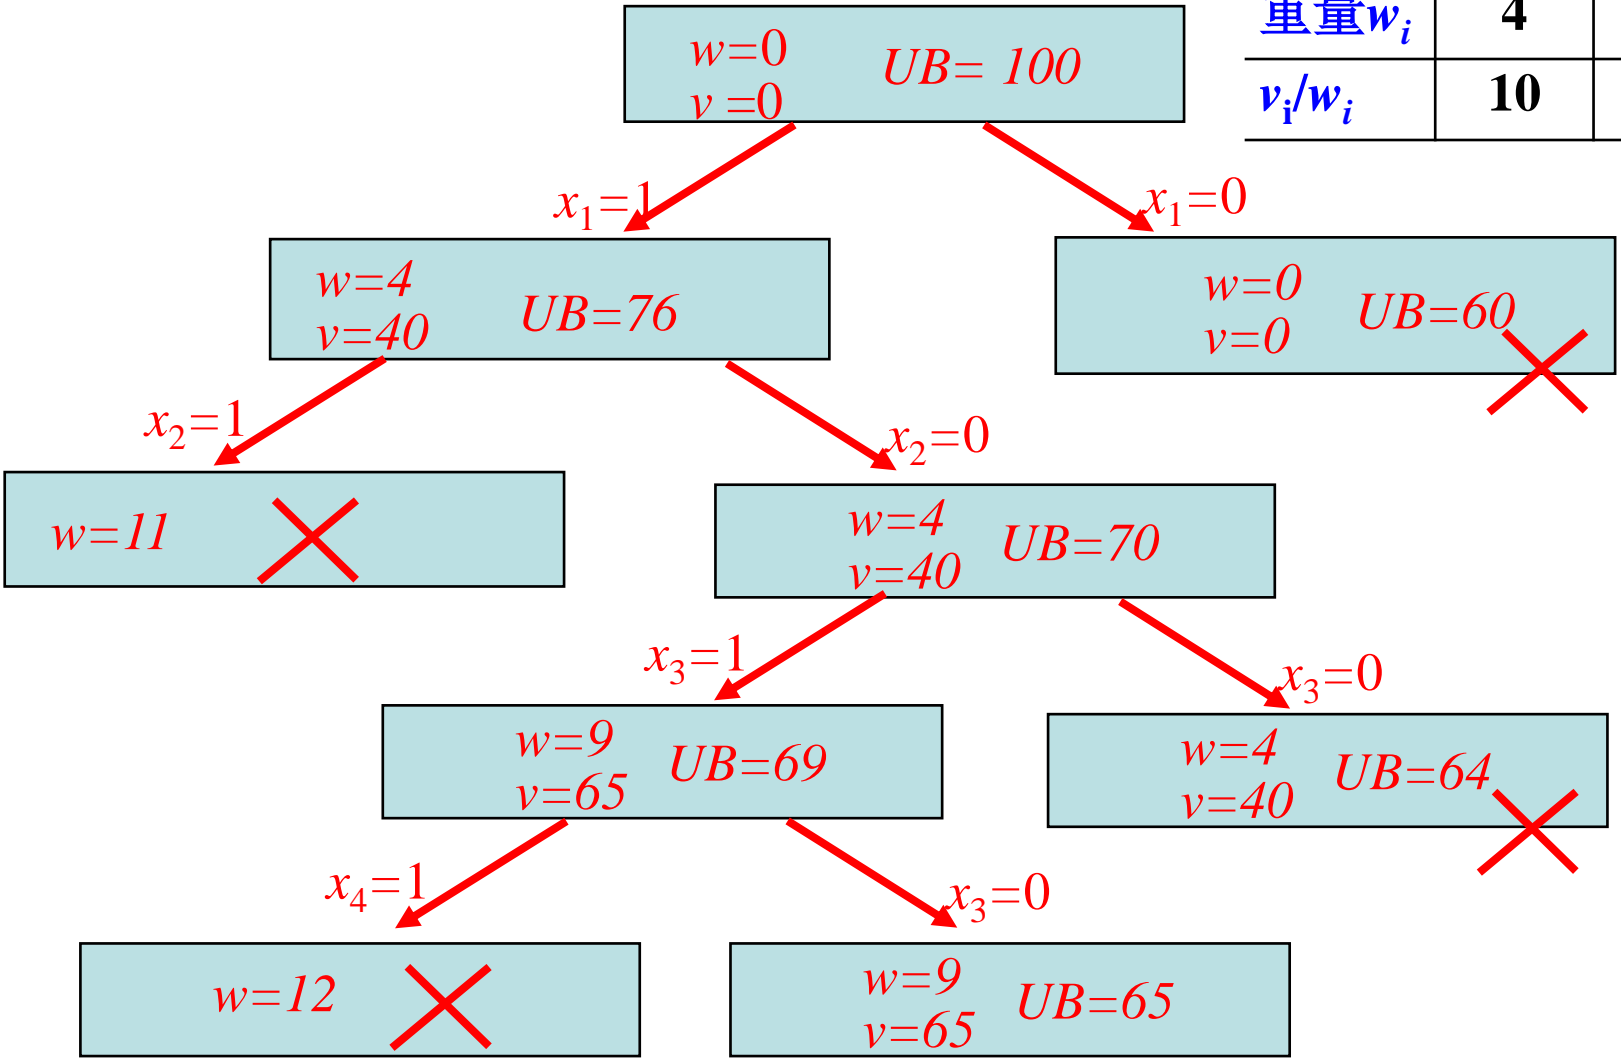 重量wi 4
vi/wi 10
w=0
v =0
UB= 100
x1=1
x1=0
w=4
v=40
UB=76
w=0
v=0
UB=60
x2=1
x2=0
w=11
w=4
v=40
UB=70
x3=1
x3=0
w=9
v=65
UB=69
w=4
v=40
UB=64
x4=1
x3=0
w=12
w=9
v=65
UB=65